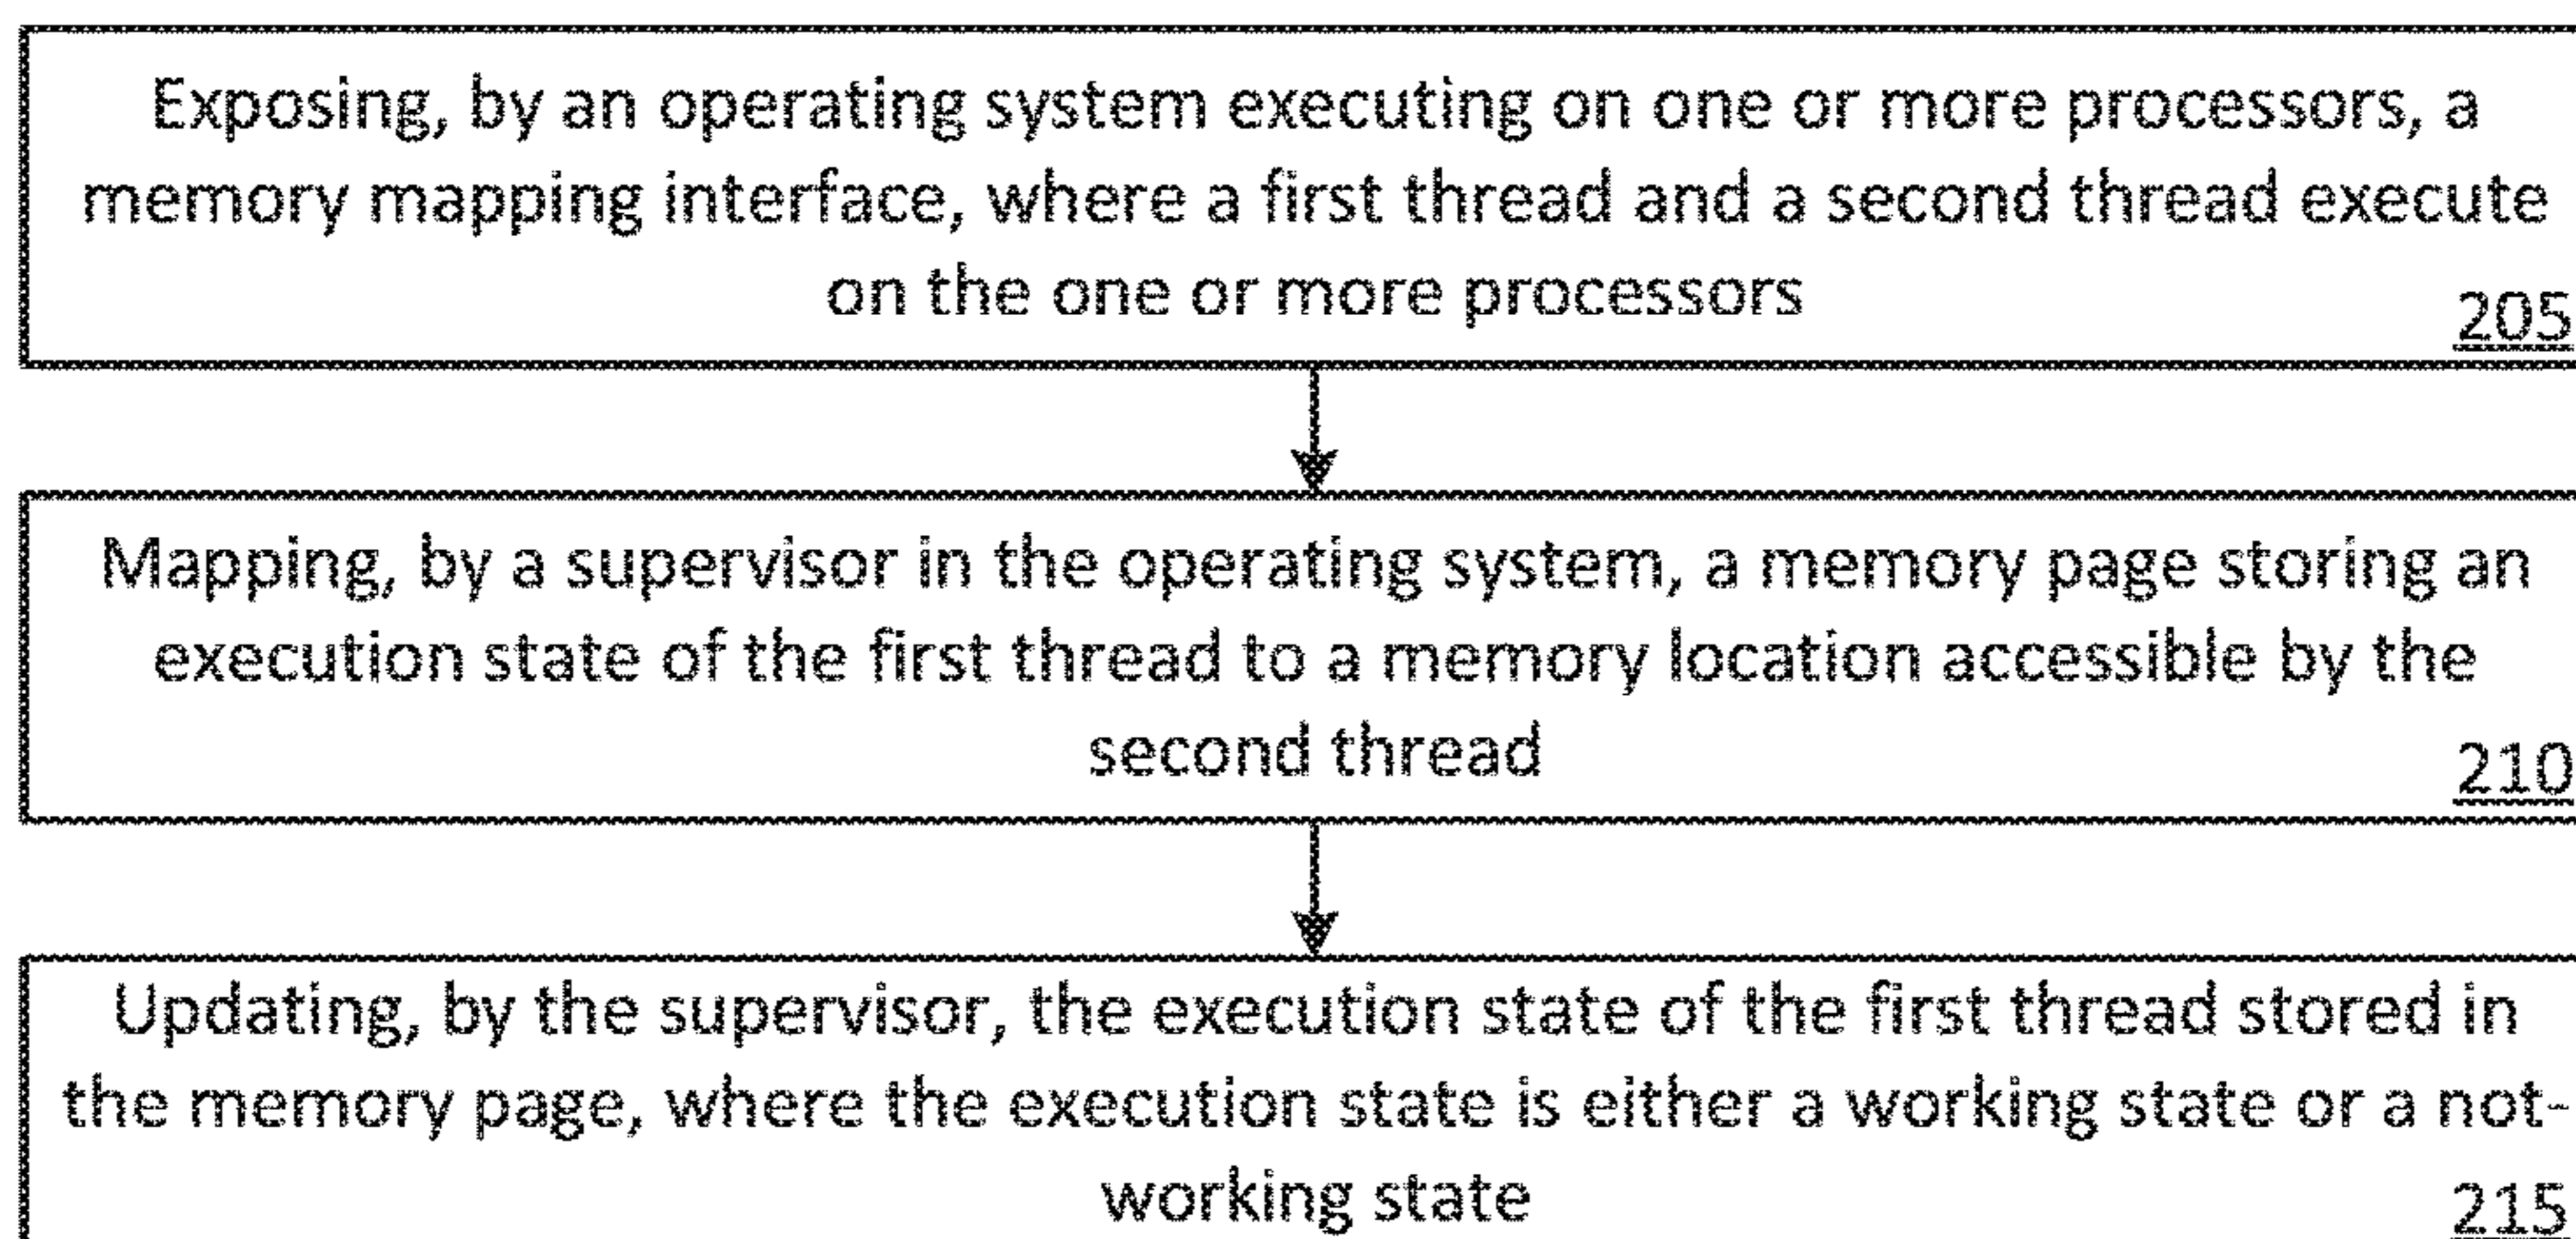 Exposing, by an operating system executing on one or more processors, a
memory mapping interface, where a first thread and a second thread execute
on the one or more processors
205
Mapping, by a supervisor in the operating system, a memory page storing an
execution state of the first thread to a memory location accessible by the
second thread
210
Updating, by the supervisor, the execution state of the first thread stored in
the memory page, where the execution state is either a working state or a not-
working state
215